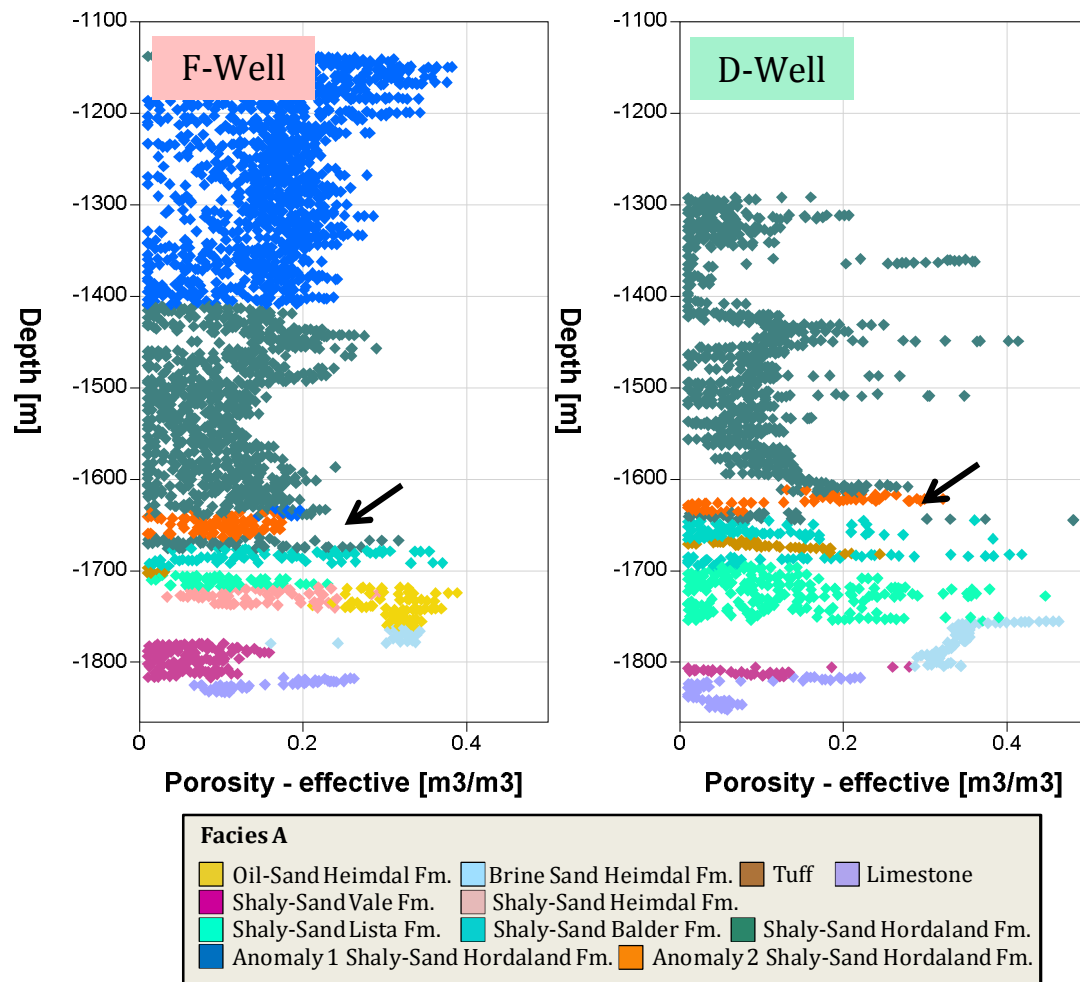 F-Well
-1100
-1200
-1300
-1400
-1500
-1600
-1700
-1800
Depth [m]
0
0.2
0.4
Porosity - effective [m3/m3]
D-Well
-1100
-1200
-1300
-1400
-1500
-1600
-1700
-1800
Depth [m]
0
0.2
0.4
Porosity - effective [m3/m3]
Facies A
Oil-Sand Heimdal Fm. Brine Sand Heimdal Fm. Tuff Limestone
Shaly-Sand Vale Fm. Shaly-Sand Heimdal Fm.
Shaly-Sand Lista Fm. Shaly-Sand Balder Fm. Shaly-Sand Hordaland Fm.
Anomaly 1 Shaly-Sand Hordaland Fm. Anomaly 2 Shaly-Sand Hordaland Fm.